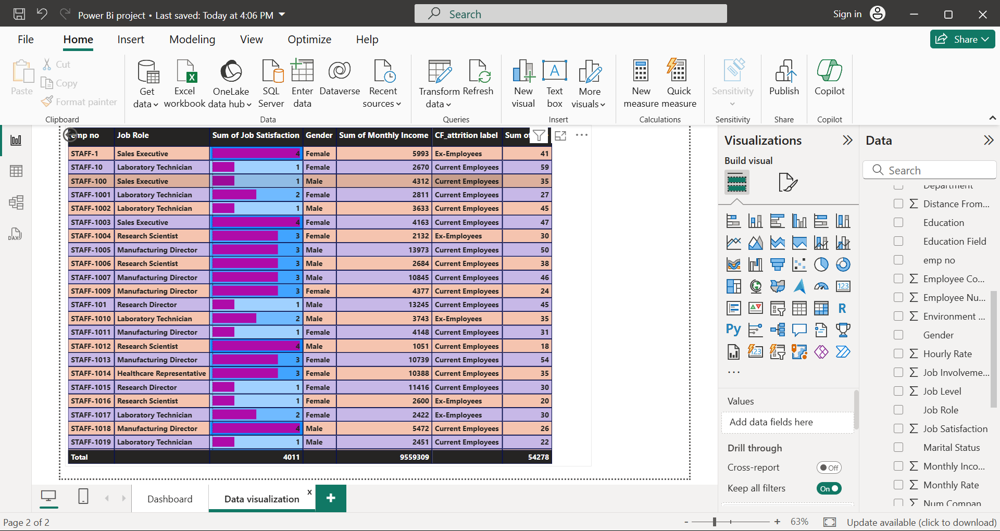 Power Bi project • Last saved: Today at 4:06 PM
Search
Sign in
File Home Insert Modeling View Optimize Help
Share
Paste
Cut
Copy
Format painter
Clipboard
Get data
Excel workbook
OneLake data hub
SQL Server
Enter data
Dataverse
Recent sources
Data
Transform data
Refresh
Queries
New visual
Text box
More visuals
Insert
New measure
Quick measure
Calculations
Sensitivity
Sensitivity
Publish
Share
Copilot
Copilot
emp no Job Role Sum of Job Satisfaction Gender Sum of Monthly Income CF_attrition label Sum of
STAFF-1 Sales Executive 4 Female 5993 Ex-Employees 41
STAFF-10 Laboratory Technician 1 Female 2670 Current Employees 59
STAFF-100 Sales Executive 1 Male 4312 Current Employees 35
STAFF-1001 Laboratory Technician 2 Female 2811 Current Employees 27
STAFF-1002 Laboratory Technician 1 Male 3633 Current Employees 45
STAFF-1003 Sales Executive 4 Female 4163 Current Employees 47
STAFF-1004 Research Scientist 3 Female 2132 Ex-Employees 30
STAFF-1005 Manufacturing Director 3 Male 13973 Current Employees 50
STAFF-1006 Research Scientist 3 Male 2684 Current Employees 38
STAFF-1007 Manufacturing Director 3 Male 10845 Current Employees 46
STAFF-1009 Manufacturing Director 3 Female 4377 Current Employees 24
STAFF-101 Research Director 1 Male 13245 Current Employees 45
STAFF-1010 Laboratory Technician 2 Male 3743 Ex-Employees 35
STAFF-1011 Manufacturing Director 1 Female 4148 Current Employees 31
STAFF-1012 Research Scientist 4 Male 1051 Current Employees 18
STAFF-1013 Manufacturing Director 3 Female 10739 Current Employees 54
STAFF-1014 Healthcare Representative 3 Female 10388 Current Employees 35
STAFF-1015 Research Director 1 Female 11416 Current Employees 30
STAFF-1016 Research Scientist 1 Female 2600 Ex-Employees 20
STAFF-1017 Laboratory Technician 2 Female 2422 Ex-Employees 30
STAFF-1018 Manufacturing Director 4 Male 5472 Current Employees 26
STAFF-1019 Laboratory Technician 1 Male 2451 Current Employees 22
Total 4011 9559309 54278
Visualizations
Build visual
123
R
Py
123
...
Values
Add data fields here
Drill through
Cross-report Off
Keep all filters On
Data
Search
Department
Distance From...
Education
Education Field
emp no
Employee Co...
Employee Nu...
Environment ...
Gender
Hourly Rate
Job Involveme...
Job Level
Job Role
Job Satisfaction
Marital Status
Monthly Inco...
Monthly Rate
Num Compan
DAX
Dashboard
Data visualization x
+
Page 2 of 2
- + 63%
Update available (click to download)